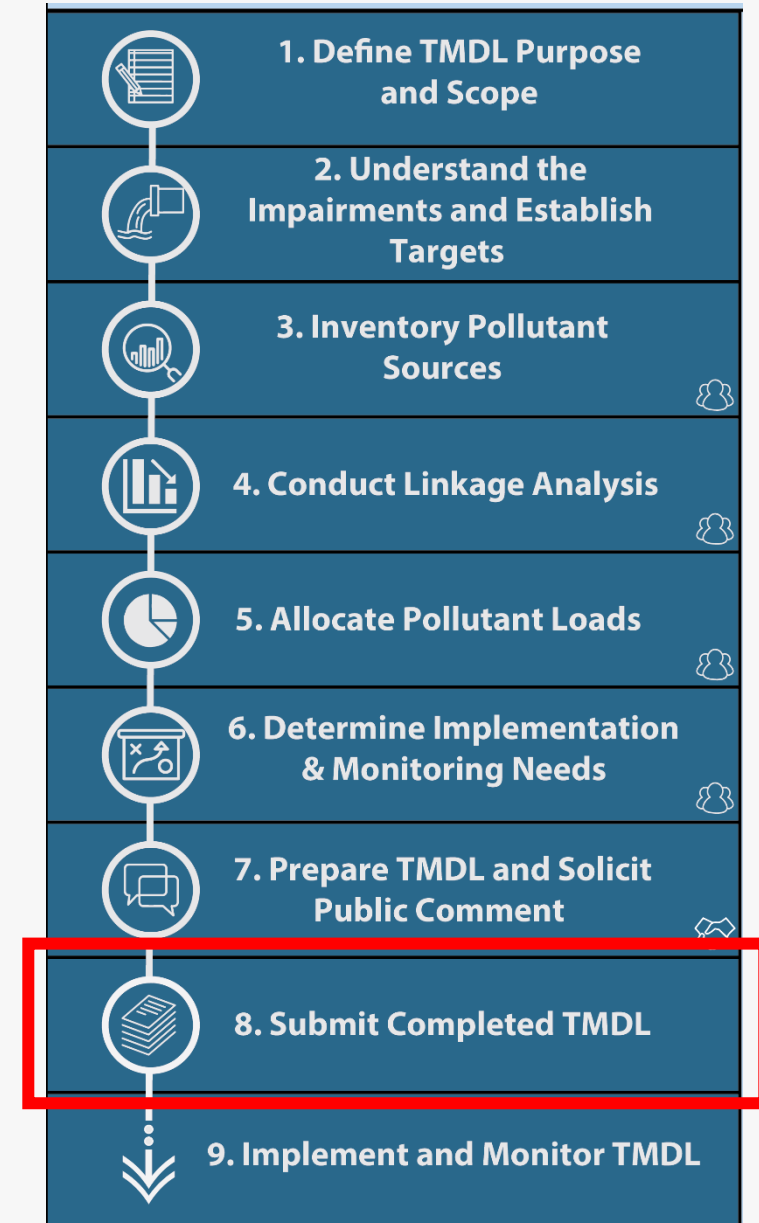 1. Define TMDL Purpose
and Scope
2. Understand the
Impairments and Establish
Targets
3. Inventory Pollutant
Sources
4. Conduct Linkage Analysis
5. Allocate Pollutant Loads
6. Determine Implementation
& Monitoring Needs
7. Prepare TMDL and Solicit
Public Comment
8. Submit Completed TMDL
9. Implement and Monitor TMDL